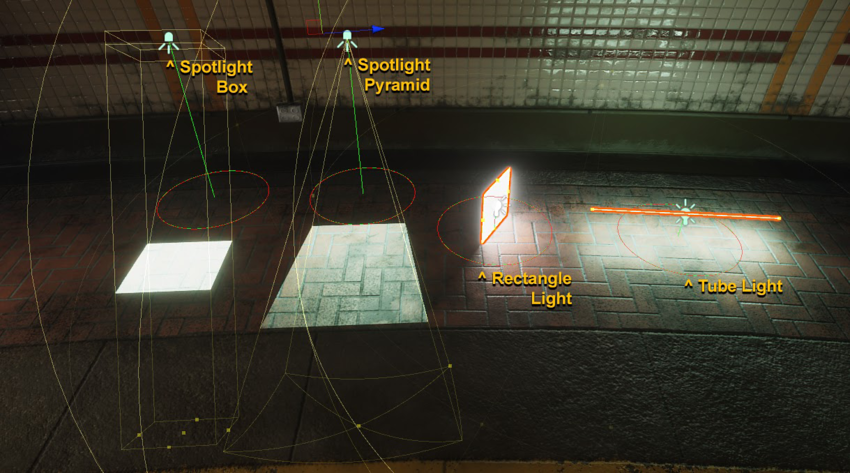 ^ Spotlight
Box
^ Spotlight
Pyramid
^ Rectangle
Light
^ Tube Light